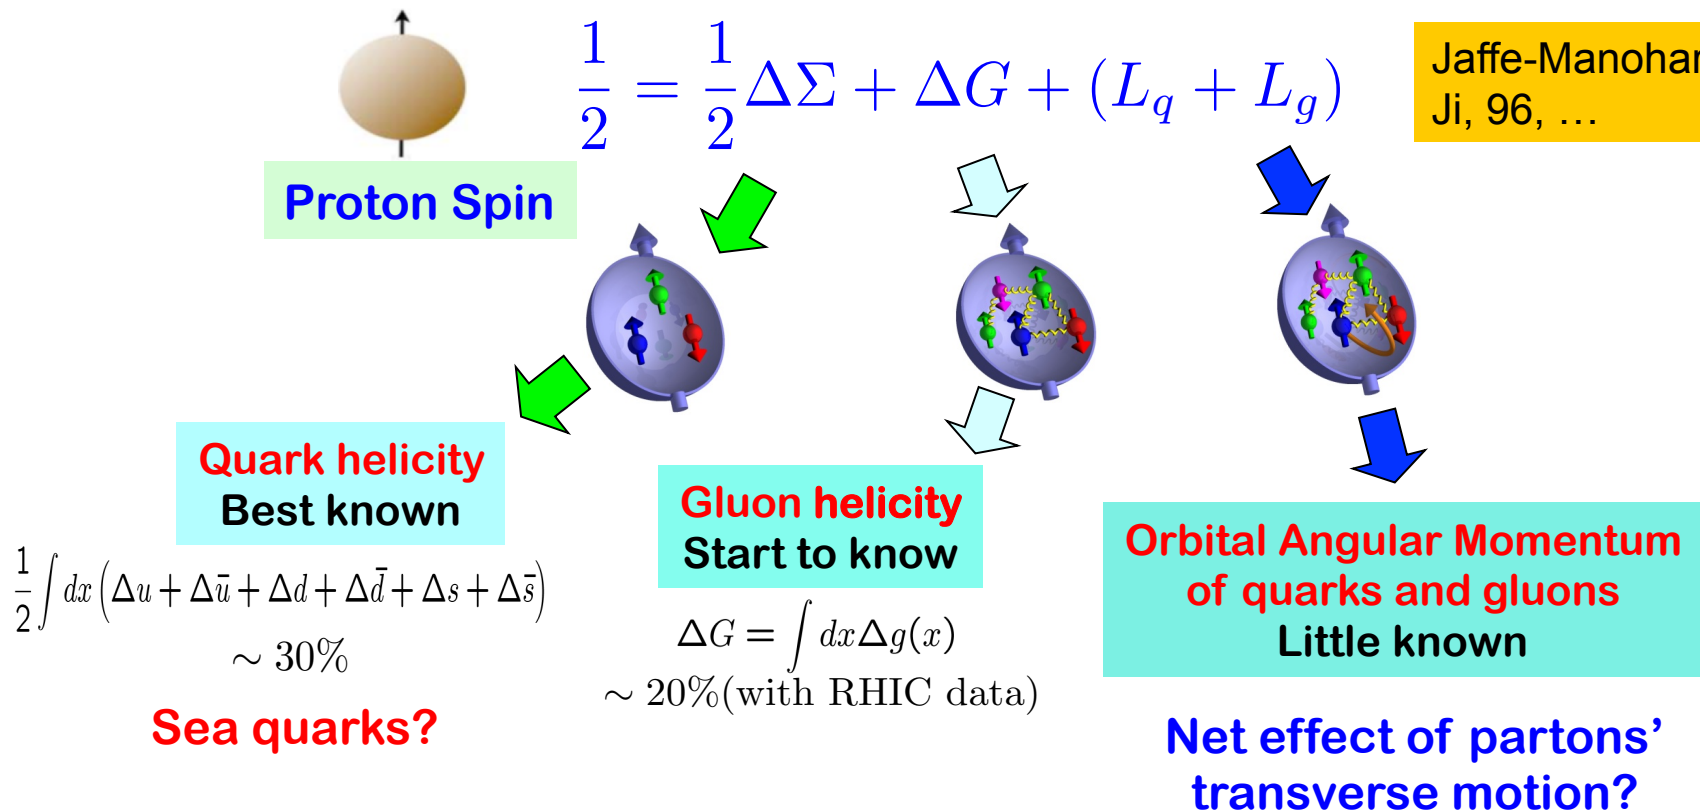 1/2 = 1/2 ΔΣ + ΔG + (L_q + L_g)
Jaffe-Manohar
Ji, 96, …
Proton Spin
Quark helicity
Best known
1/2 ∫ dx (Δu + Δū + Δd + Δd̄ + Δs + Δs̄)
∼ 30%
Sea quarks?
Gluon helicity
Start to know
ΔG = ∫ dxΔg(x)
∼ 20%(with RHIC data)
Orbital Angular Momentum
of quarks and gluons
Little known
Net effect of partons’
transverse motion?